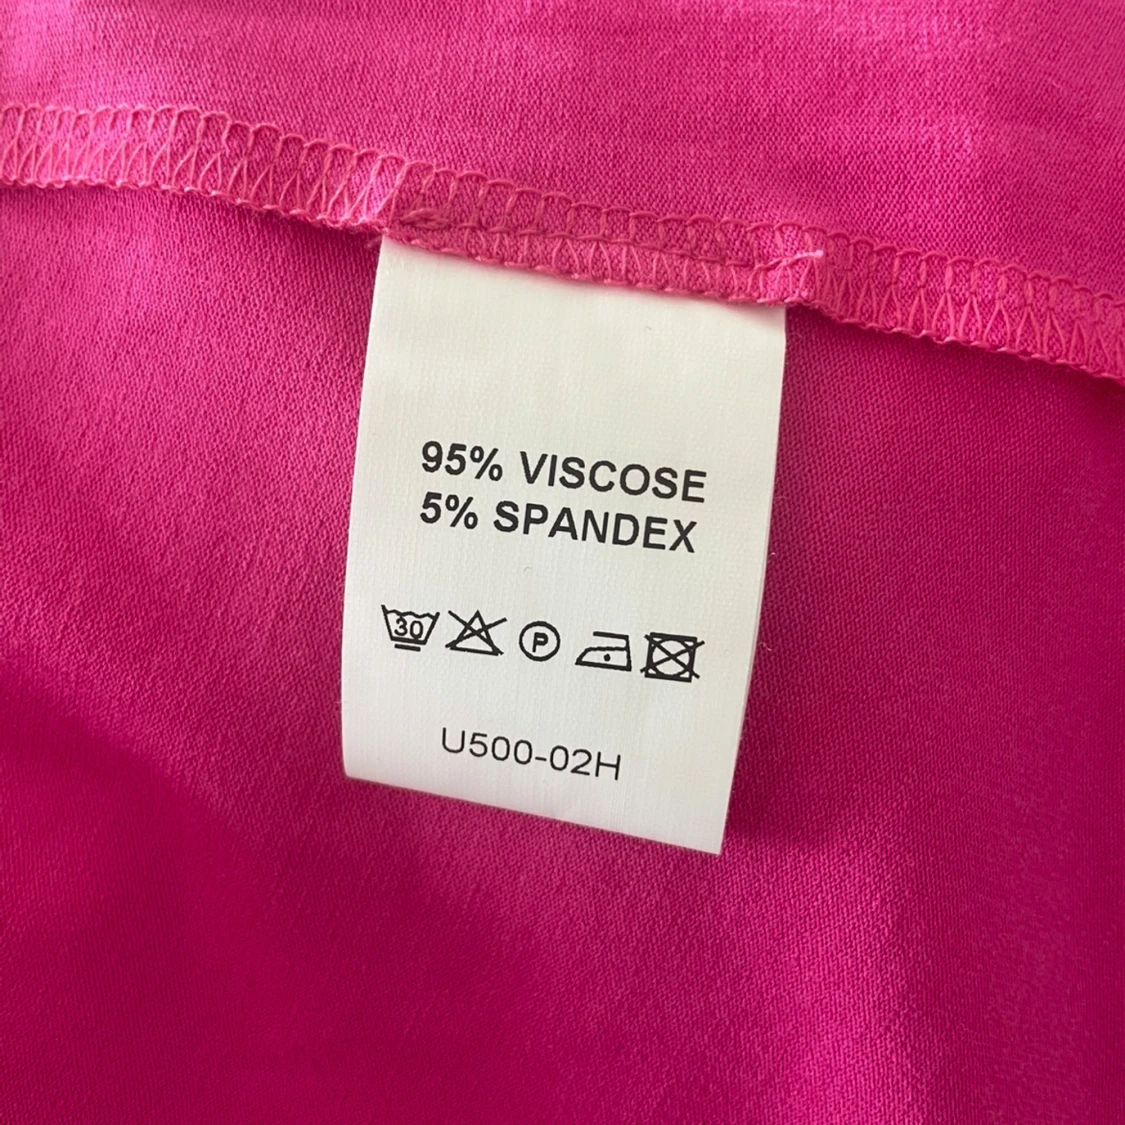 95% VISCOSE
5% SPANDEX
30 P
U500-02H